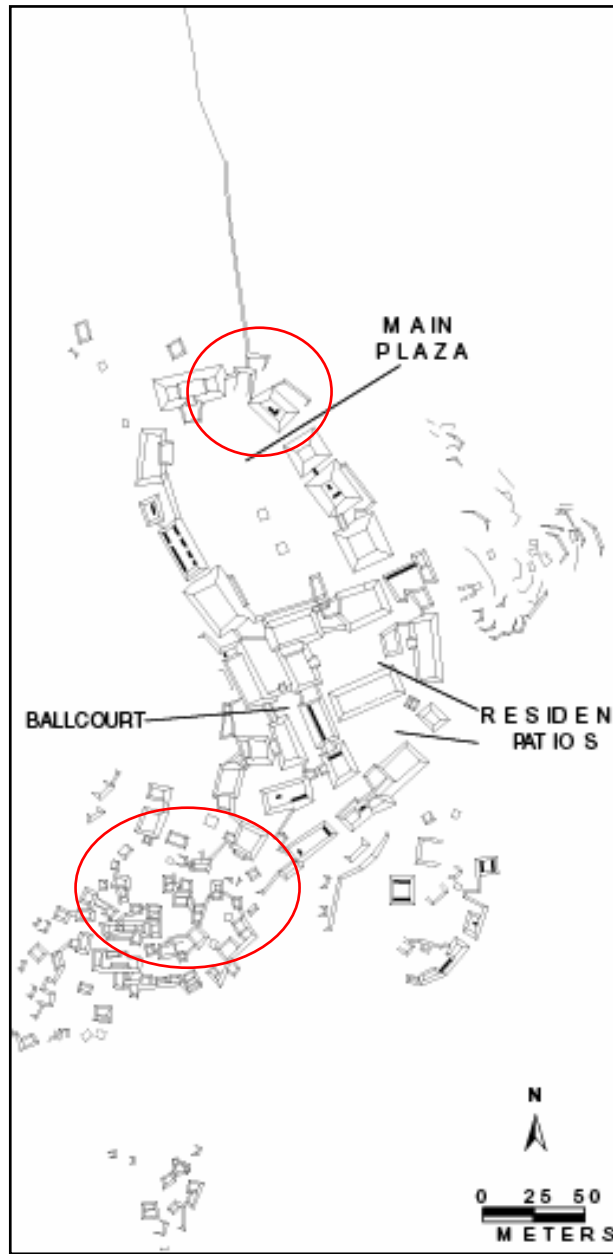 MAIN
PLAZA
BALLCOURT
RESIDEN
PATIOS
N
0 25 50
METERS